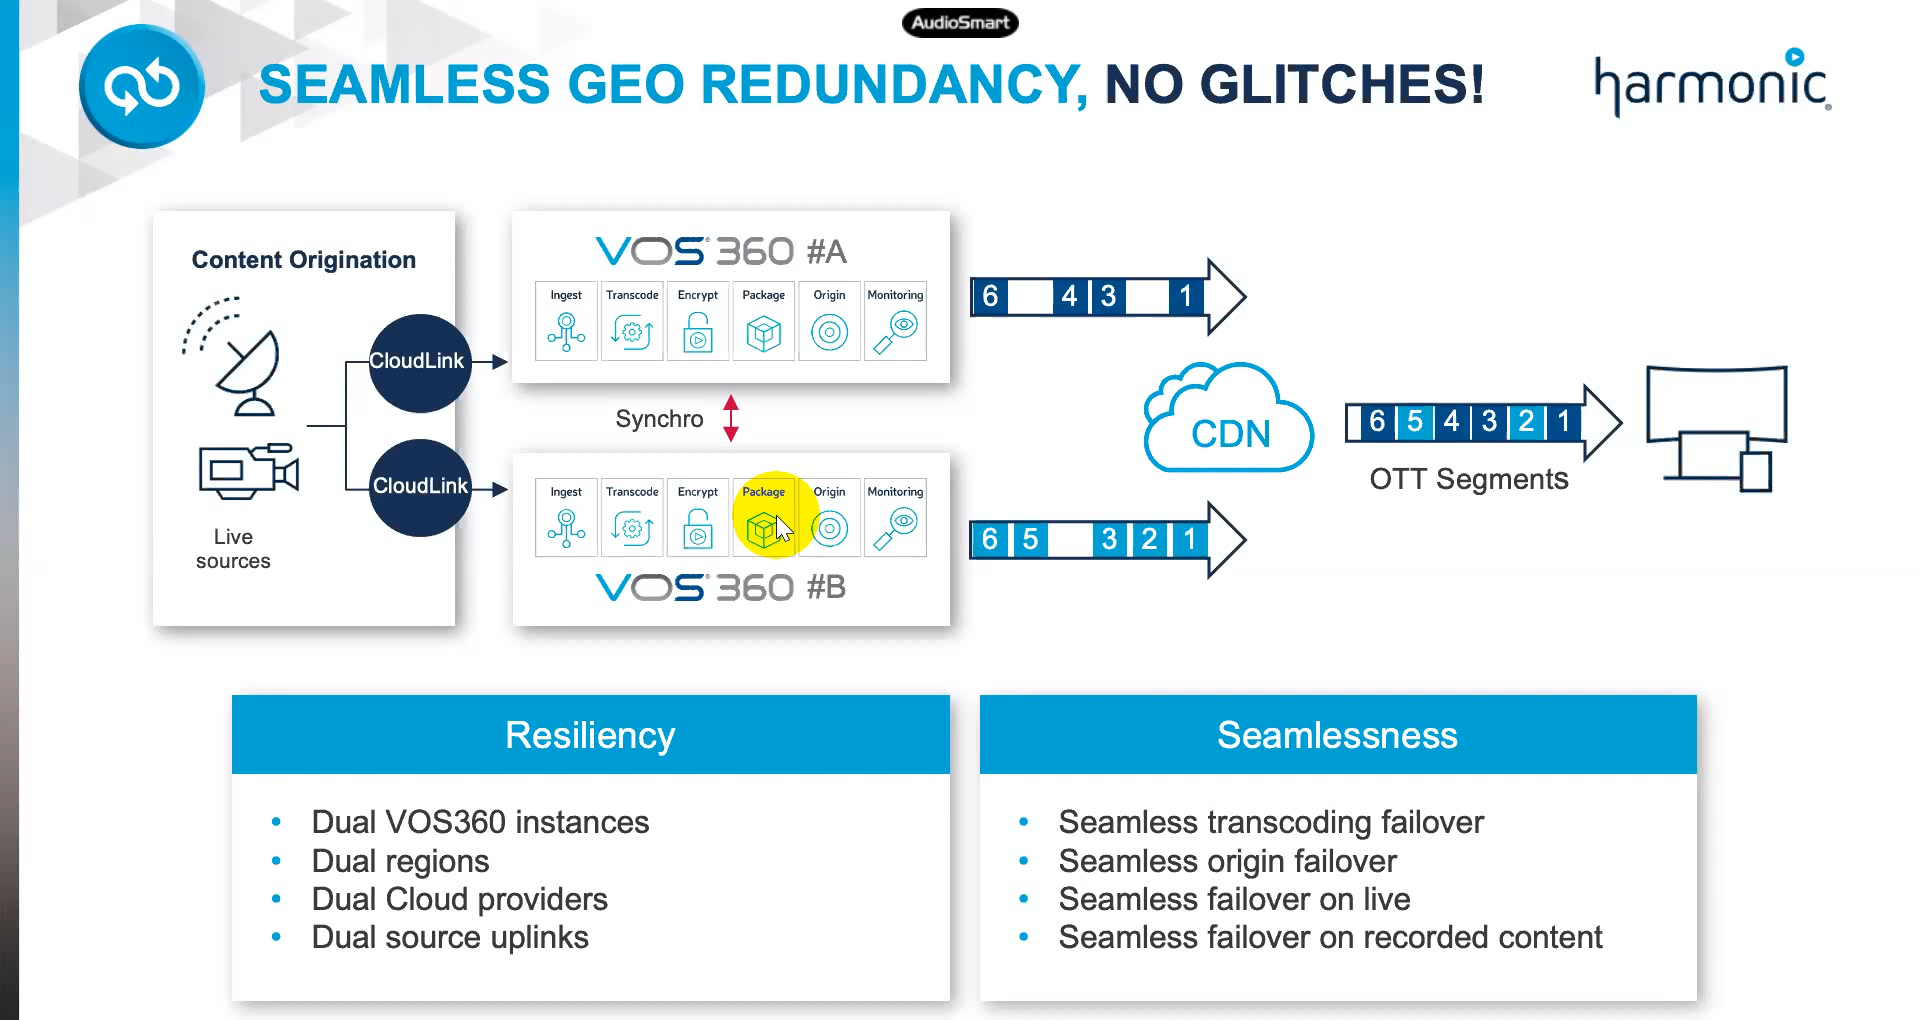 AudioSmart
SEAMLESS GEO REDUNDANCY, NO GLITCHES!
harmonic
Content Origination
CloudLink
CloudLink
Live
sources
VOS 360 #A
Ingest Transcode Encrypt Package Origin Monitoring
Synchro
Ingest Transcode Encrypt Package Origin Monitoring
VOS 360 #B
6 4 3 1
CDN
6 5 4 3 2 1
OTT Segments
6 5 3 2 1
Resiliency
• Dual VOS360 instances
• Dual regions
• Dual Cloud providers
• Dual source uplinks
Seamlessness
• Seamless transcoding failover
• Seamless origin failover
• Seamless failover on live
• Seamless failover on recorded content